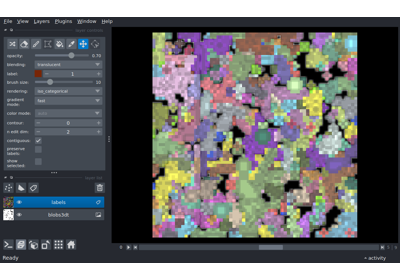 File View Layers Plugins Window Help
opacity: 0.70
blending: translucent
label: 1
brush size: 10
rendering: iso_categorical
gradient mode: fast
color mode:
contour: 0
n edit dim: 2
contiguous:
preserve labels:
show selected:
labels
blobs3dt
0
Ready
activity